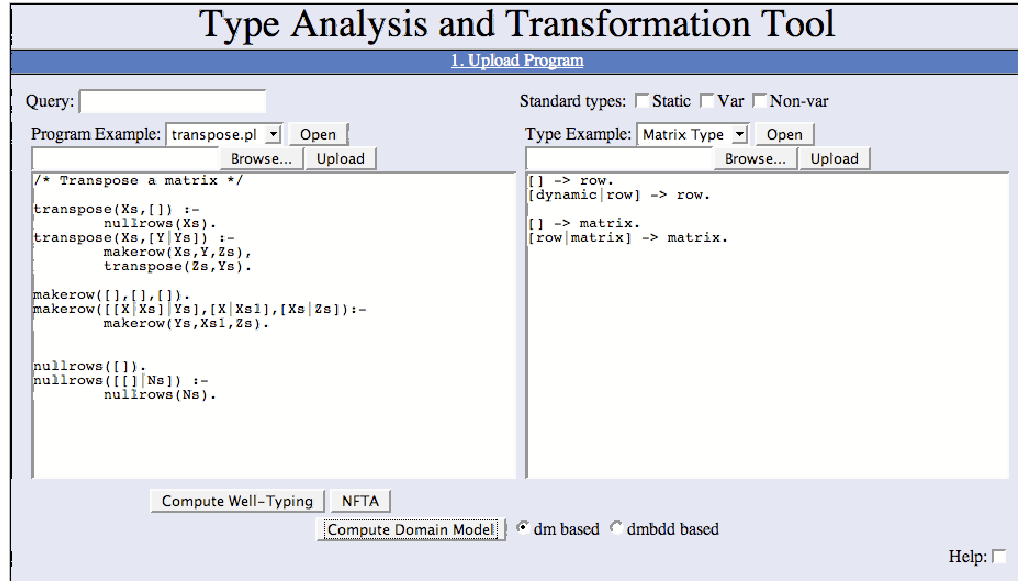 Type Analysis and Transformation Tool
1. Upload Program
Query:
Standard types: Static Var Non-var
Program Example: transpose.pl Open
Browse... Upload
/* Transpose a matrix */
transpose(Xs,[]) :-
nullrows(Xs).
transpose(Xs,[Y|Ys]) :-
makerow(Xs,Y,Zs),
transpose(Zs,Ys).
makerow([],[],[]).
makerow([[X|Xs]|Ys],[X|Xs1],[Xs|Zs]):-
makerow(Ys,Xs1,Zs).
nullrows([]).
nullrows([[]|Ns]) :-
nullrows(Ns).
Type Example: Matrix Type Open
Browse... Upload
[] -> row.
[dynamic|row] -> row.
[] -> matrix.
[row|matrix] -> matrix.
Compute Well-Typing NFTA
Compute Domain Model dm based dmbdd based
Help: